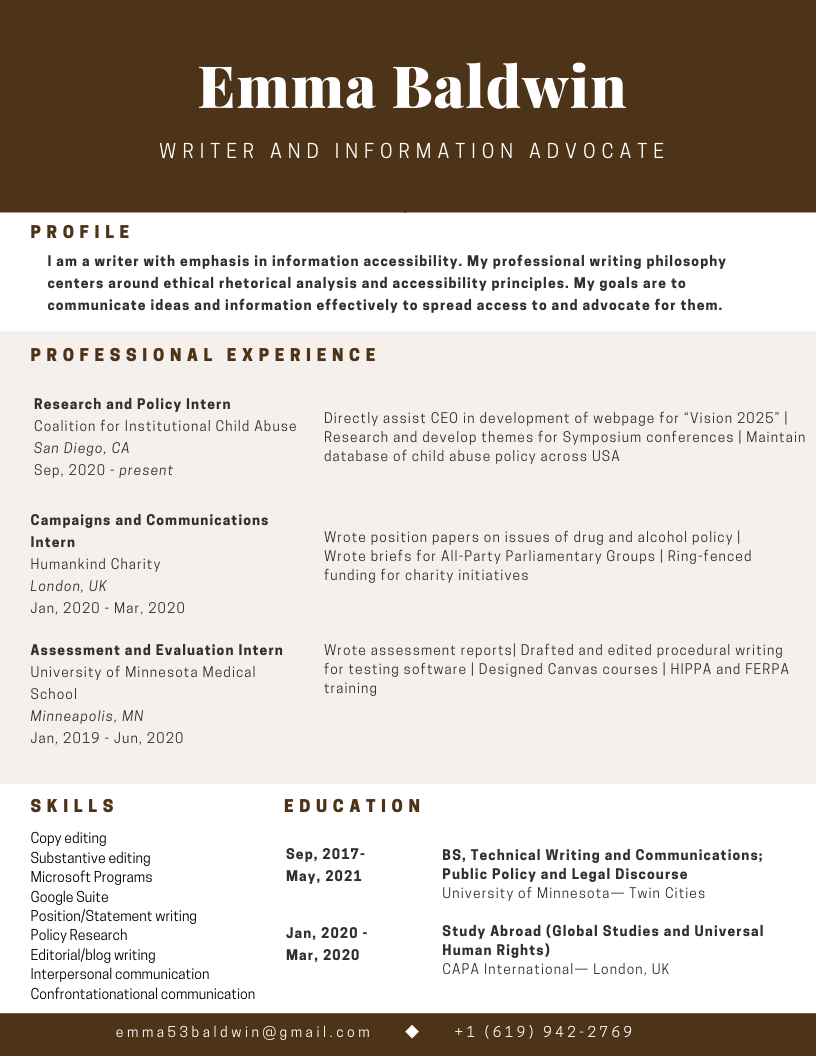 Emma Baldwin
WRITER AND INFORMATION ADVOCATE
PROFILE
I am a writer with emphasis in information accessibility. My professional writing philosophy
centers around ethical rhetorical analysis and accessibility principles. My goals are to
communicate ideas and information effectively to spread access to and advocate for them.
PROFESSIONAL EXPERIENCE
Research and Policy Intern
Coalition for Institutional Child Abuse
San Diego, CA
Sep, 2020 - present
Directly assist CEO in development of webpage for “Vision 2025” |
Research and develop themes for Symposium conferences | Maintain
database of child abuse policy across USA
Campaigns and Communications
Intern
Humankind Charity
London, UK
Jan, 2020 - Mar, 2020
Wrote position papers on issues of drug and alcohol policy |
Wrote briefs for All-Party Parliamentary Groups | Ring-fenced
funding for charity initiatives
Assessment and Evaluation Intern
University of Minnesota Medical
School
Minneapolis, MN
Jan, 2019 - Jun, 2020
Wrote assessment reports| Drafted and edited procedural writing
for testing software | Designed Canvas courses | HIPPA and FERPA
training
SKILLS
Copy editing
Substantive editing
Microsoft Programs
Google Suite
Position/Statement writing
Policy Research
Editorial/blog writing
Interpersonal communication
Confrontationational communication
EDUCATION
Sep, 2017-
May, 2021
BS, Technical Writing and Communications;
Public Policy and Legal Discourse
University of Minnesota— Twin Cities
Jan, 2020 -
Mar, 2020
Study Abroad (Global Studies and Universal
Human Rights)
CAPA International— London, UK
emma53baldwin@gmail.com ◆ +1 (619) 942-2769